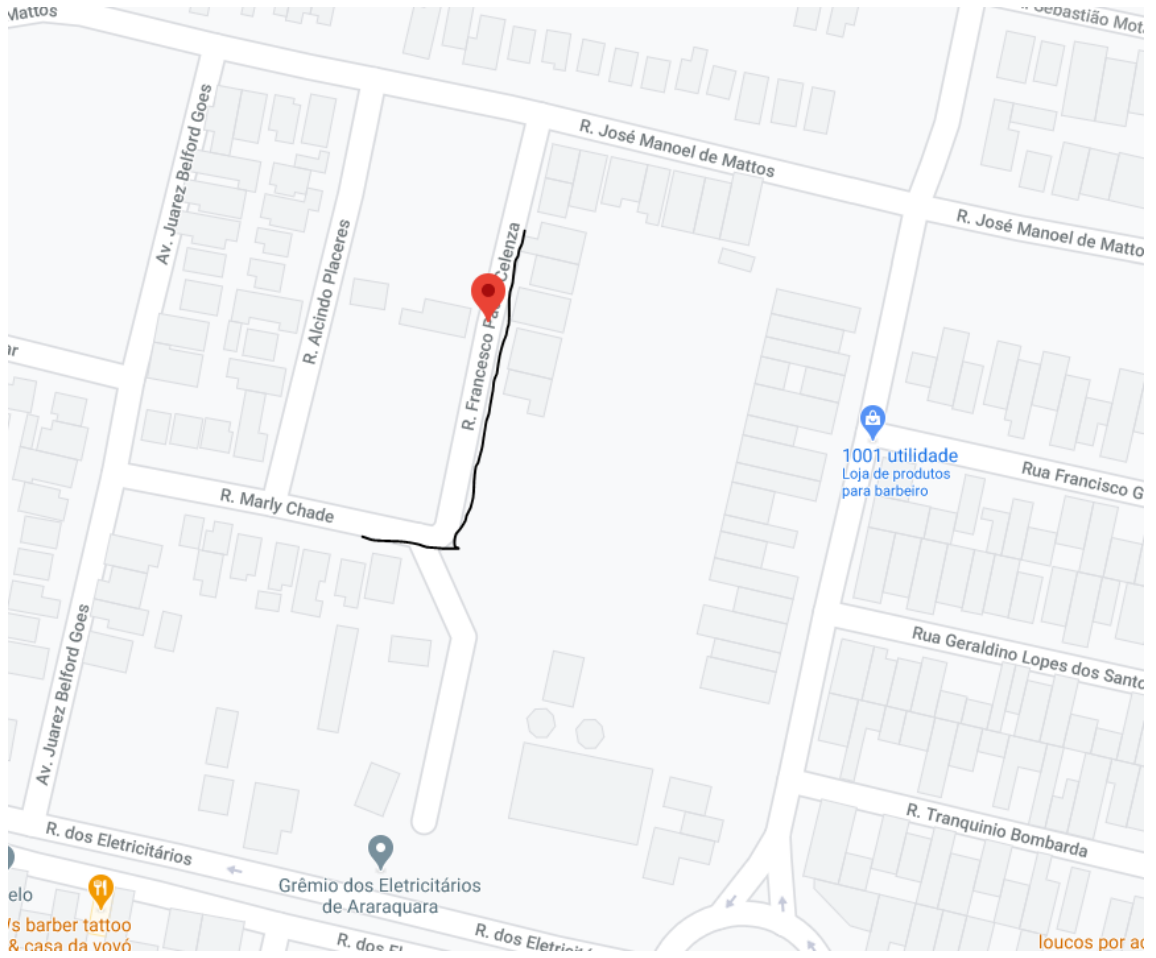 Mattos
Sebastião Mot
R. José Manoel de Mattos
Av. Juarez Belford Goes
R. José Manoel de Matto
R. Francesco Pa Celenza
R. Alcindo Placeres
ar
1001 utilidade
Loja de produtos
para barbeiro
Rua Francisco G
R. Marly Chade
Rua Geraldino Lopes dos Santo
Av. Juarez Belford Goes
R. Tranquinio Bombarda
R. dos Eletricitários
Grêmio dos Eletricitários
de Araraquara
elo
's barber tattoo
& casa da vovó
R. dos El
R. dos Eletricit
loucos por a